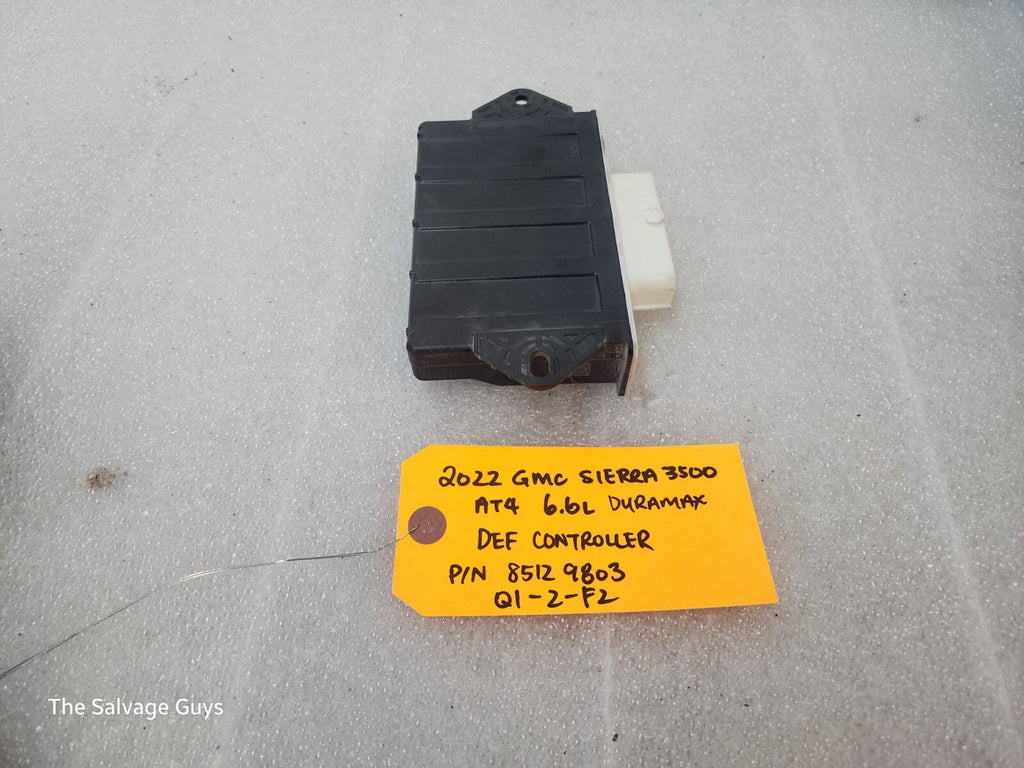 2022 GMC SIERRA 3500
AT4 6.6L DURAMAX
DEF CONTROLLER
P/N 85129803
Q1-2-F2
The Salvage Guys